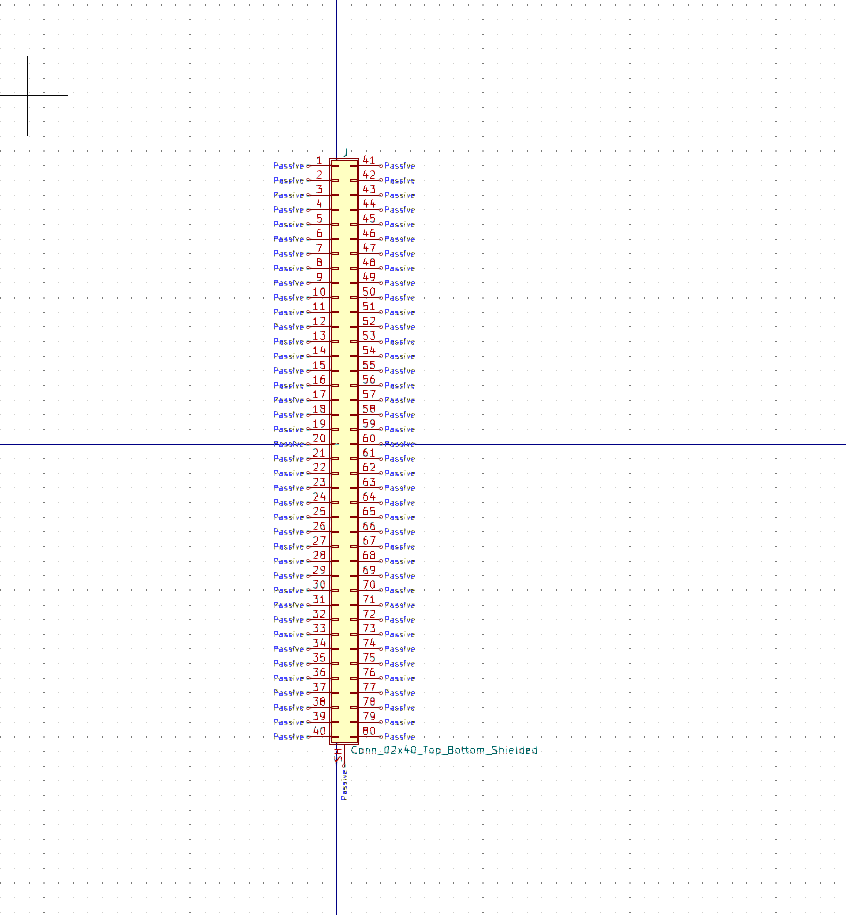 J
Passive 1 41 Passive
Passive 2 42 Passive
Passive 3 43 Passive
Passive 4 44 Passive
Passive 5 45 Passive
Passive 6 46 Passive
Passive 7 47 Passive
Passive 8 48 Passive
Passive 9 49 Passive
Passive 10 50 Passive
Passive 11 51 Passive
Passive 12 52 Passive
Passive 13 53 Passive
Passive 14 54 Passive
Passive 15 55 Passive
Passive 16 56 Passive
Passive 17 57 Passive
Passive 18 58 Passive
Passive 19 59 Passive
Passive 20 60 Passive
Passive 21 61 Passive
Passive 22 62 Passive
Passive 23 63 Passive
Passive 24 64 Passive
Passive 25 65 Passive
Passive 26 66 Passive
Passive 27 67 Passive
Passive 28 68 Passive
Passive 29 69 Passive
Passive 30 70 Passive
Passive 31 71 Passive
Passive 32 72 Passive
Passive 33 73 Passive
Passive 34 74 Passive
Passive 35 75 Passive
Passive 36 76 Passive
Passive 37 77 Passive
Passive 38 78 Passive
Passive 39 79 Passive
Passive 40 80 Passive
SH Conn_02x40_Top_Bottom_Shielded
Passive